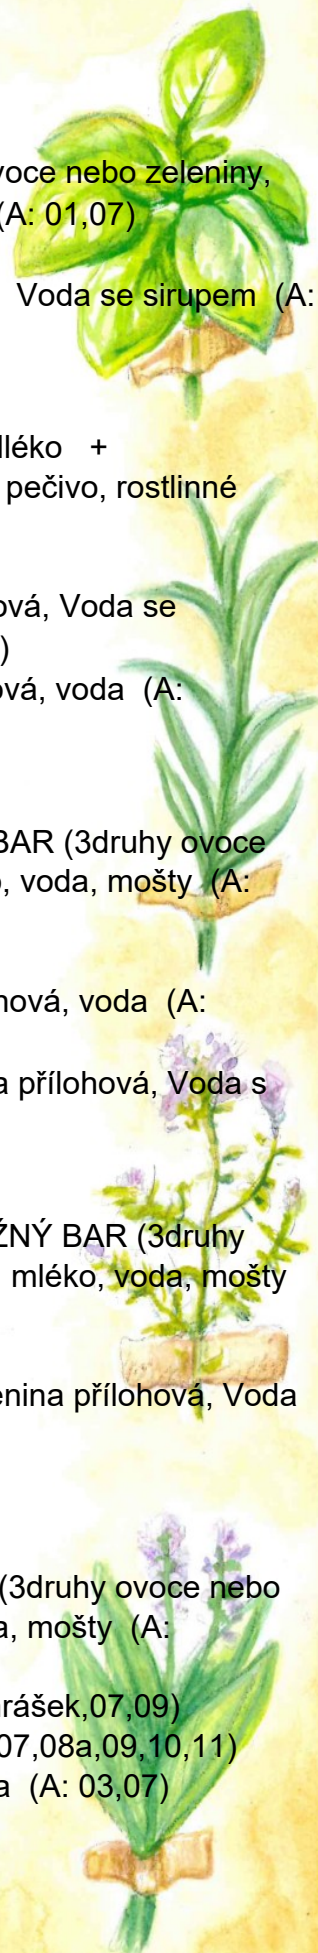 voce nebo zeleniny,
(A: 01,07)
Voda se sirupem (A:
lléko +
pečivo, rostlinné
ová, Voda se
)
ová, voda (A:
BAR (3druhy ovoce
o, voda, mošty (A:
nová, voda (A:
a přílohová, Voda s
ŽNÝ BAR (3druhy
mléko, voda, mošty
enina přílohová, Voda
(3druhy ovoce nebo
a, mošty (A:
rášek,07,09)
07,08a,09,10,11)
a (A: 03,07)